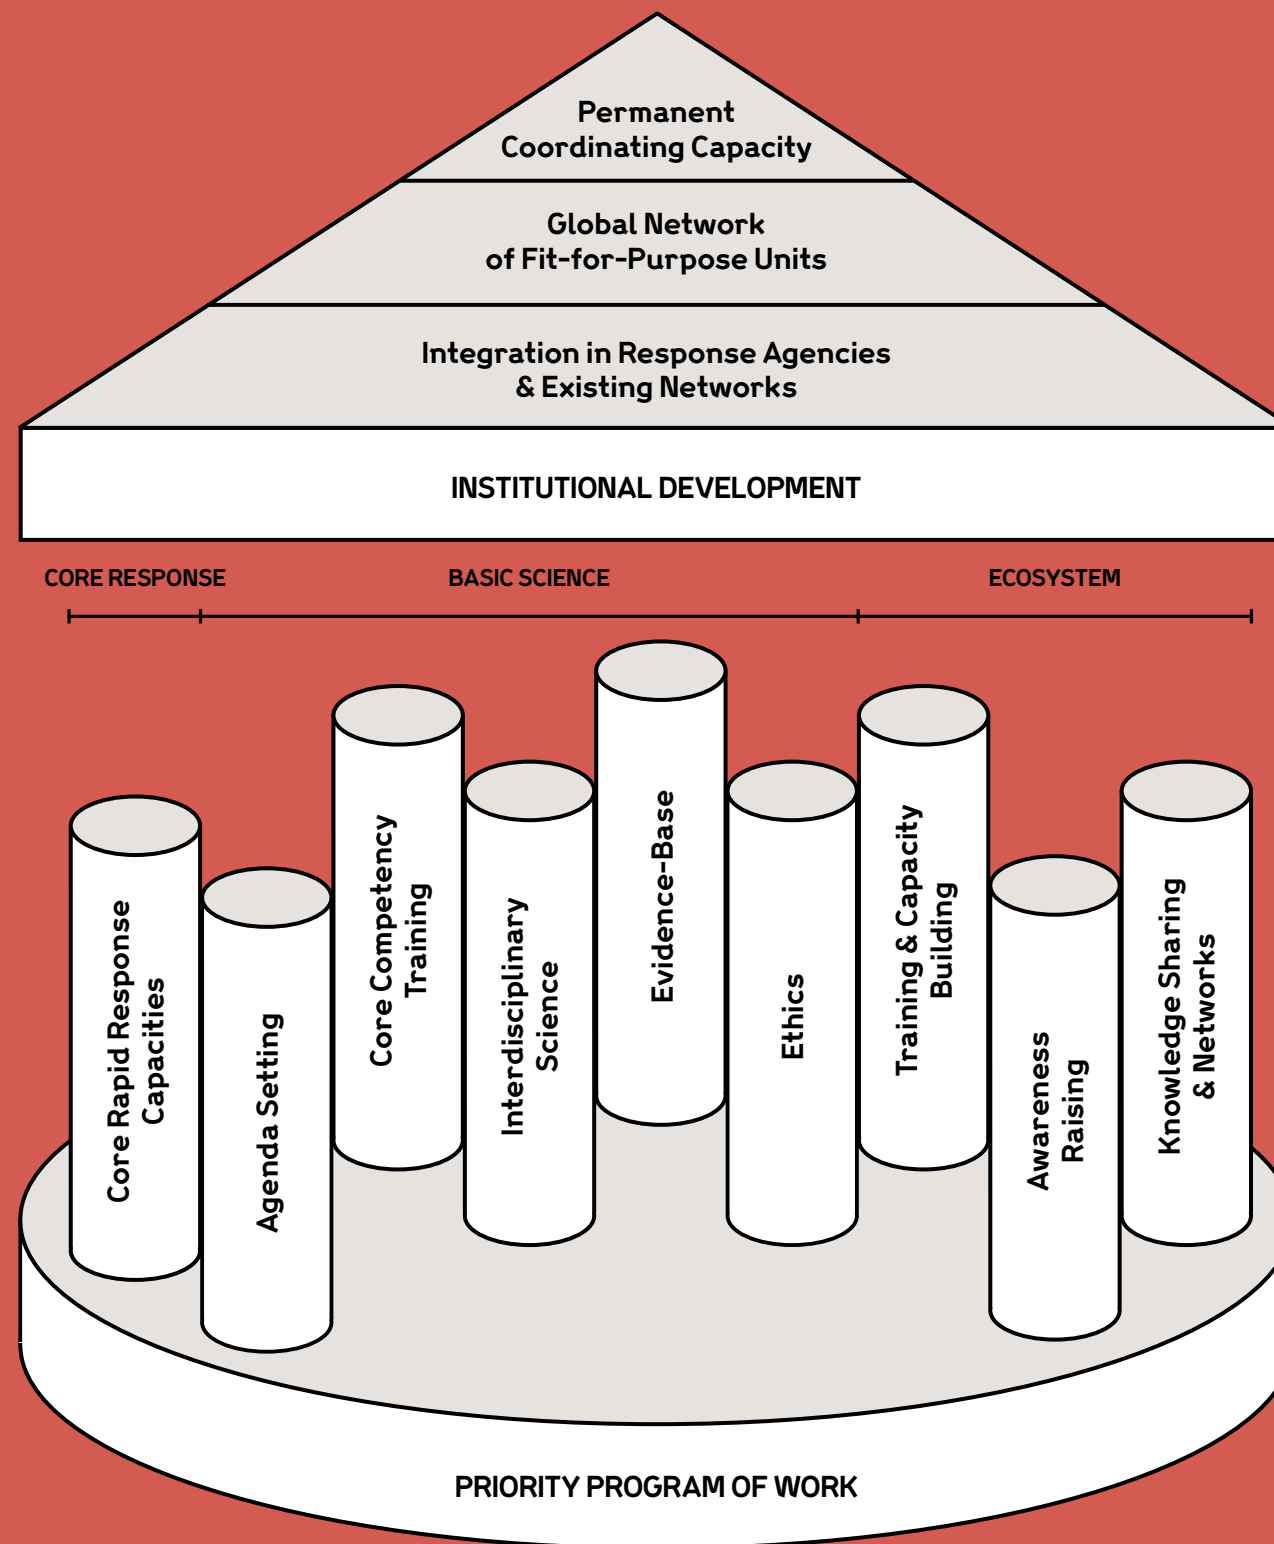 Permanent
Coordinating Capacity
Global Network
of Fit-for-Purpose Units
Integration in Response Agencies
& Existing Networks
INSTITUTIONAL DEVELOPMENT
CORE RESPONSE
BASIC SCIENCE
ECOSYSTEM
Core Rapid Response
Capacities
Agenda Setting
Core Competency
Training
Interdisciplinary
Science
Evidence-Base
Ethics
Training & Capacity
Building
Awareness
Raising
Knowledge Sharing
& Networks
PRIORITY PROGRAM OF WORK